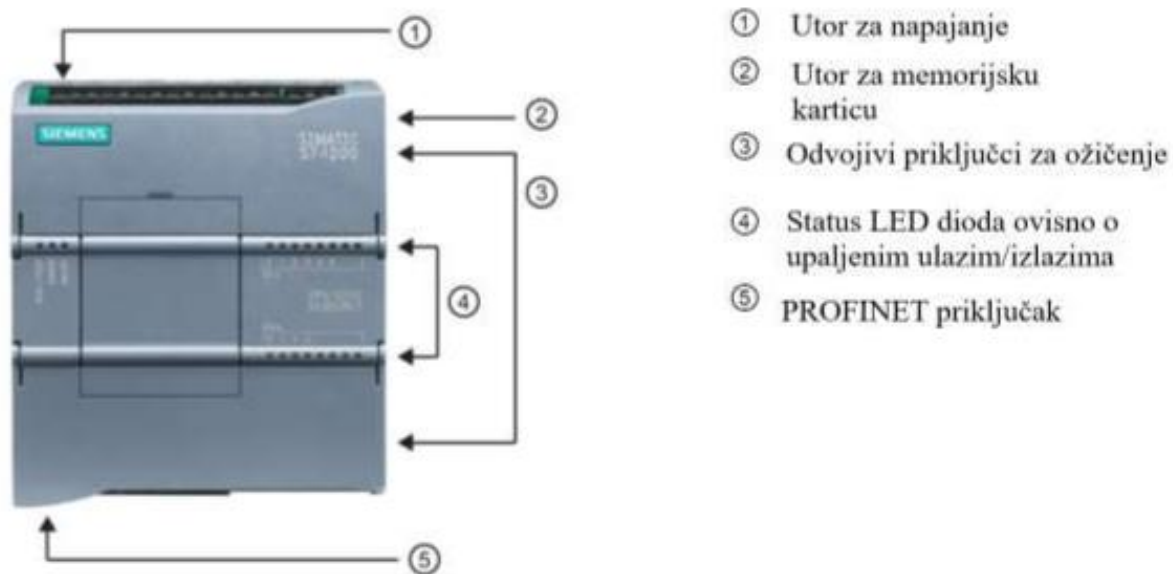 ①
②
③
④
⑤
SIEMENS
SIMATIC
S7-1200
① Utor za napajanje
② Utor za memorijsku
karticu
③ Odvojivi priključci za ožičenje
④ Status LED dioda ovisno o
upaljenim ulazim/izlazima
⑤ PROFINET priključak